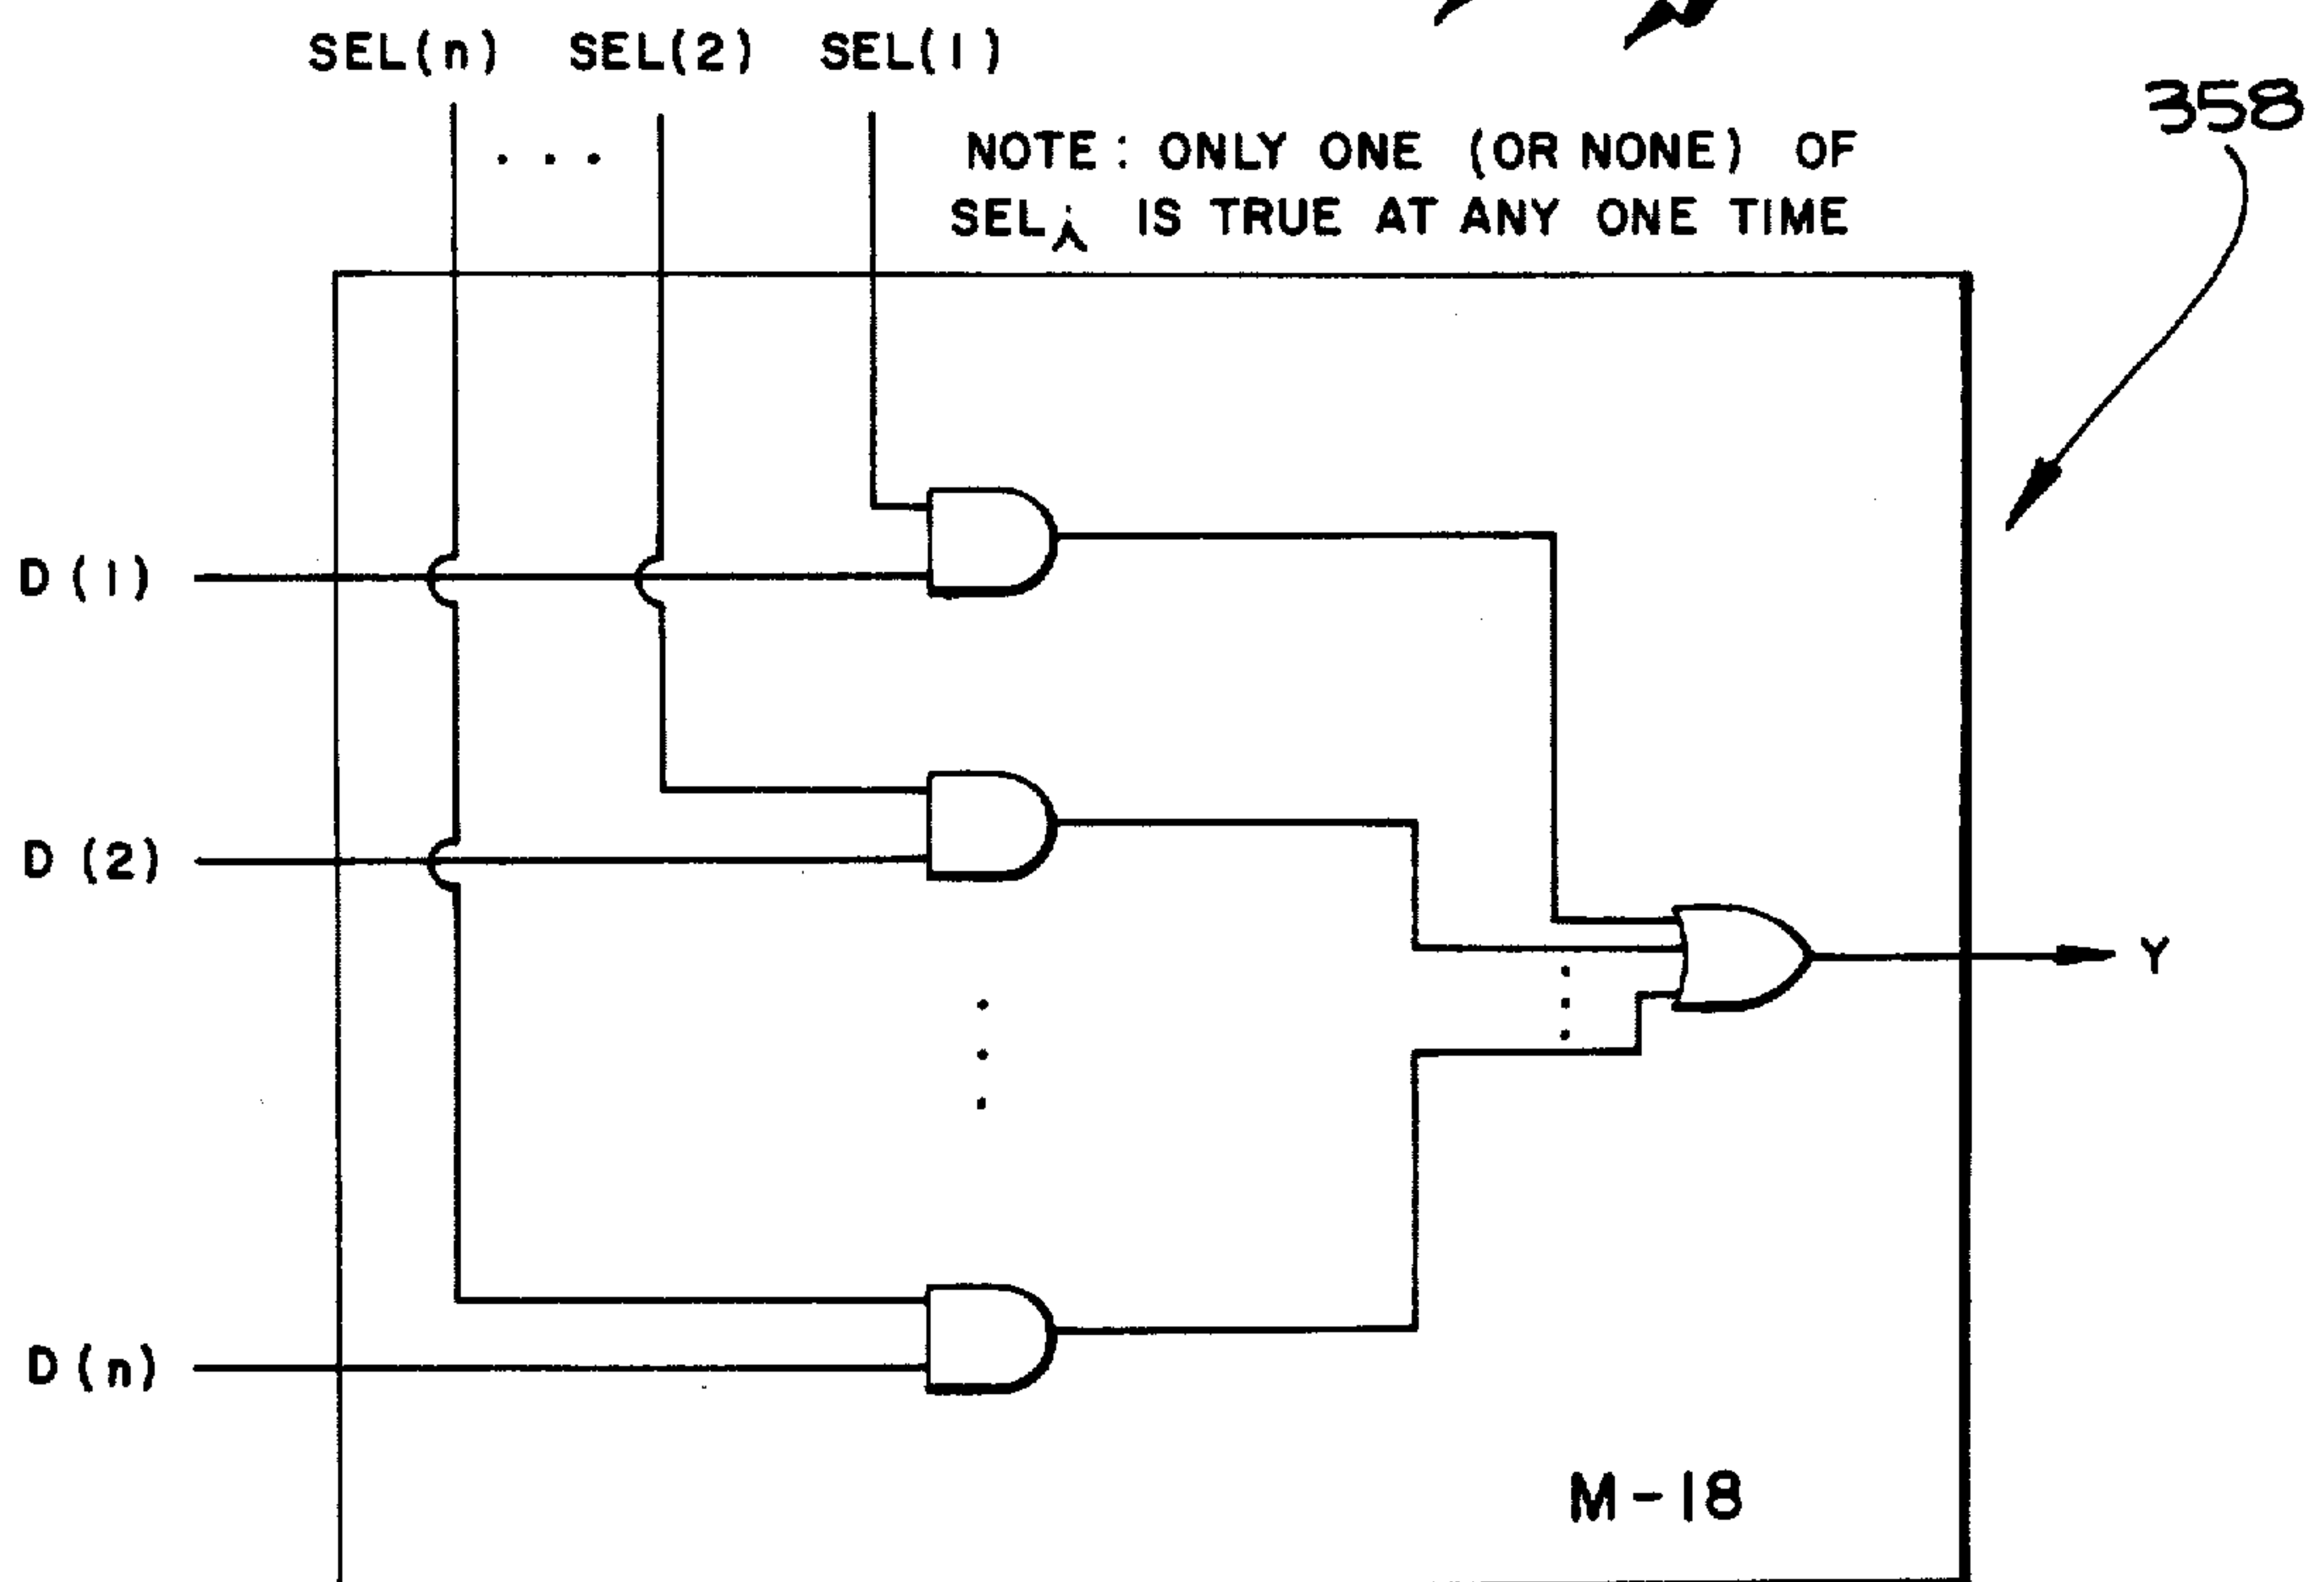 SEL(n) SEL(2) SEL(1)
358
NOTE: ONLY ONE (OR NONE) OF
SELi IS TRUE AT ANY ONE TIME
D(1)
D(2)
Y
D(n)
M-18